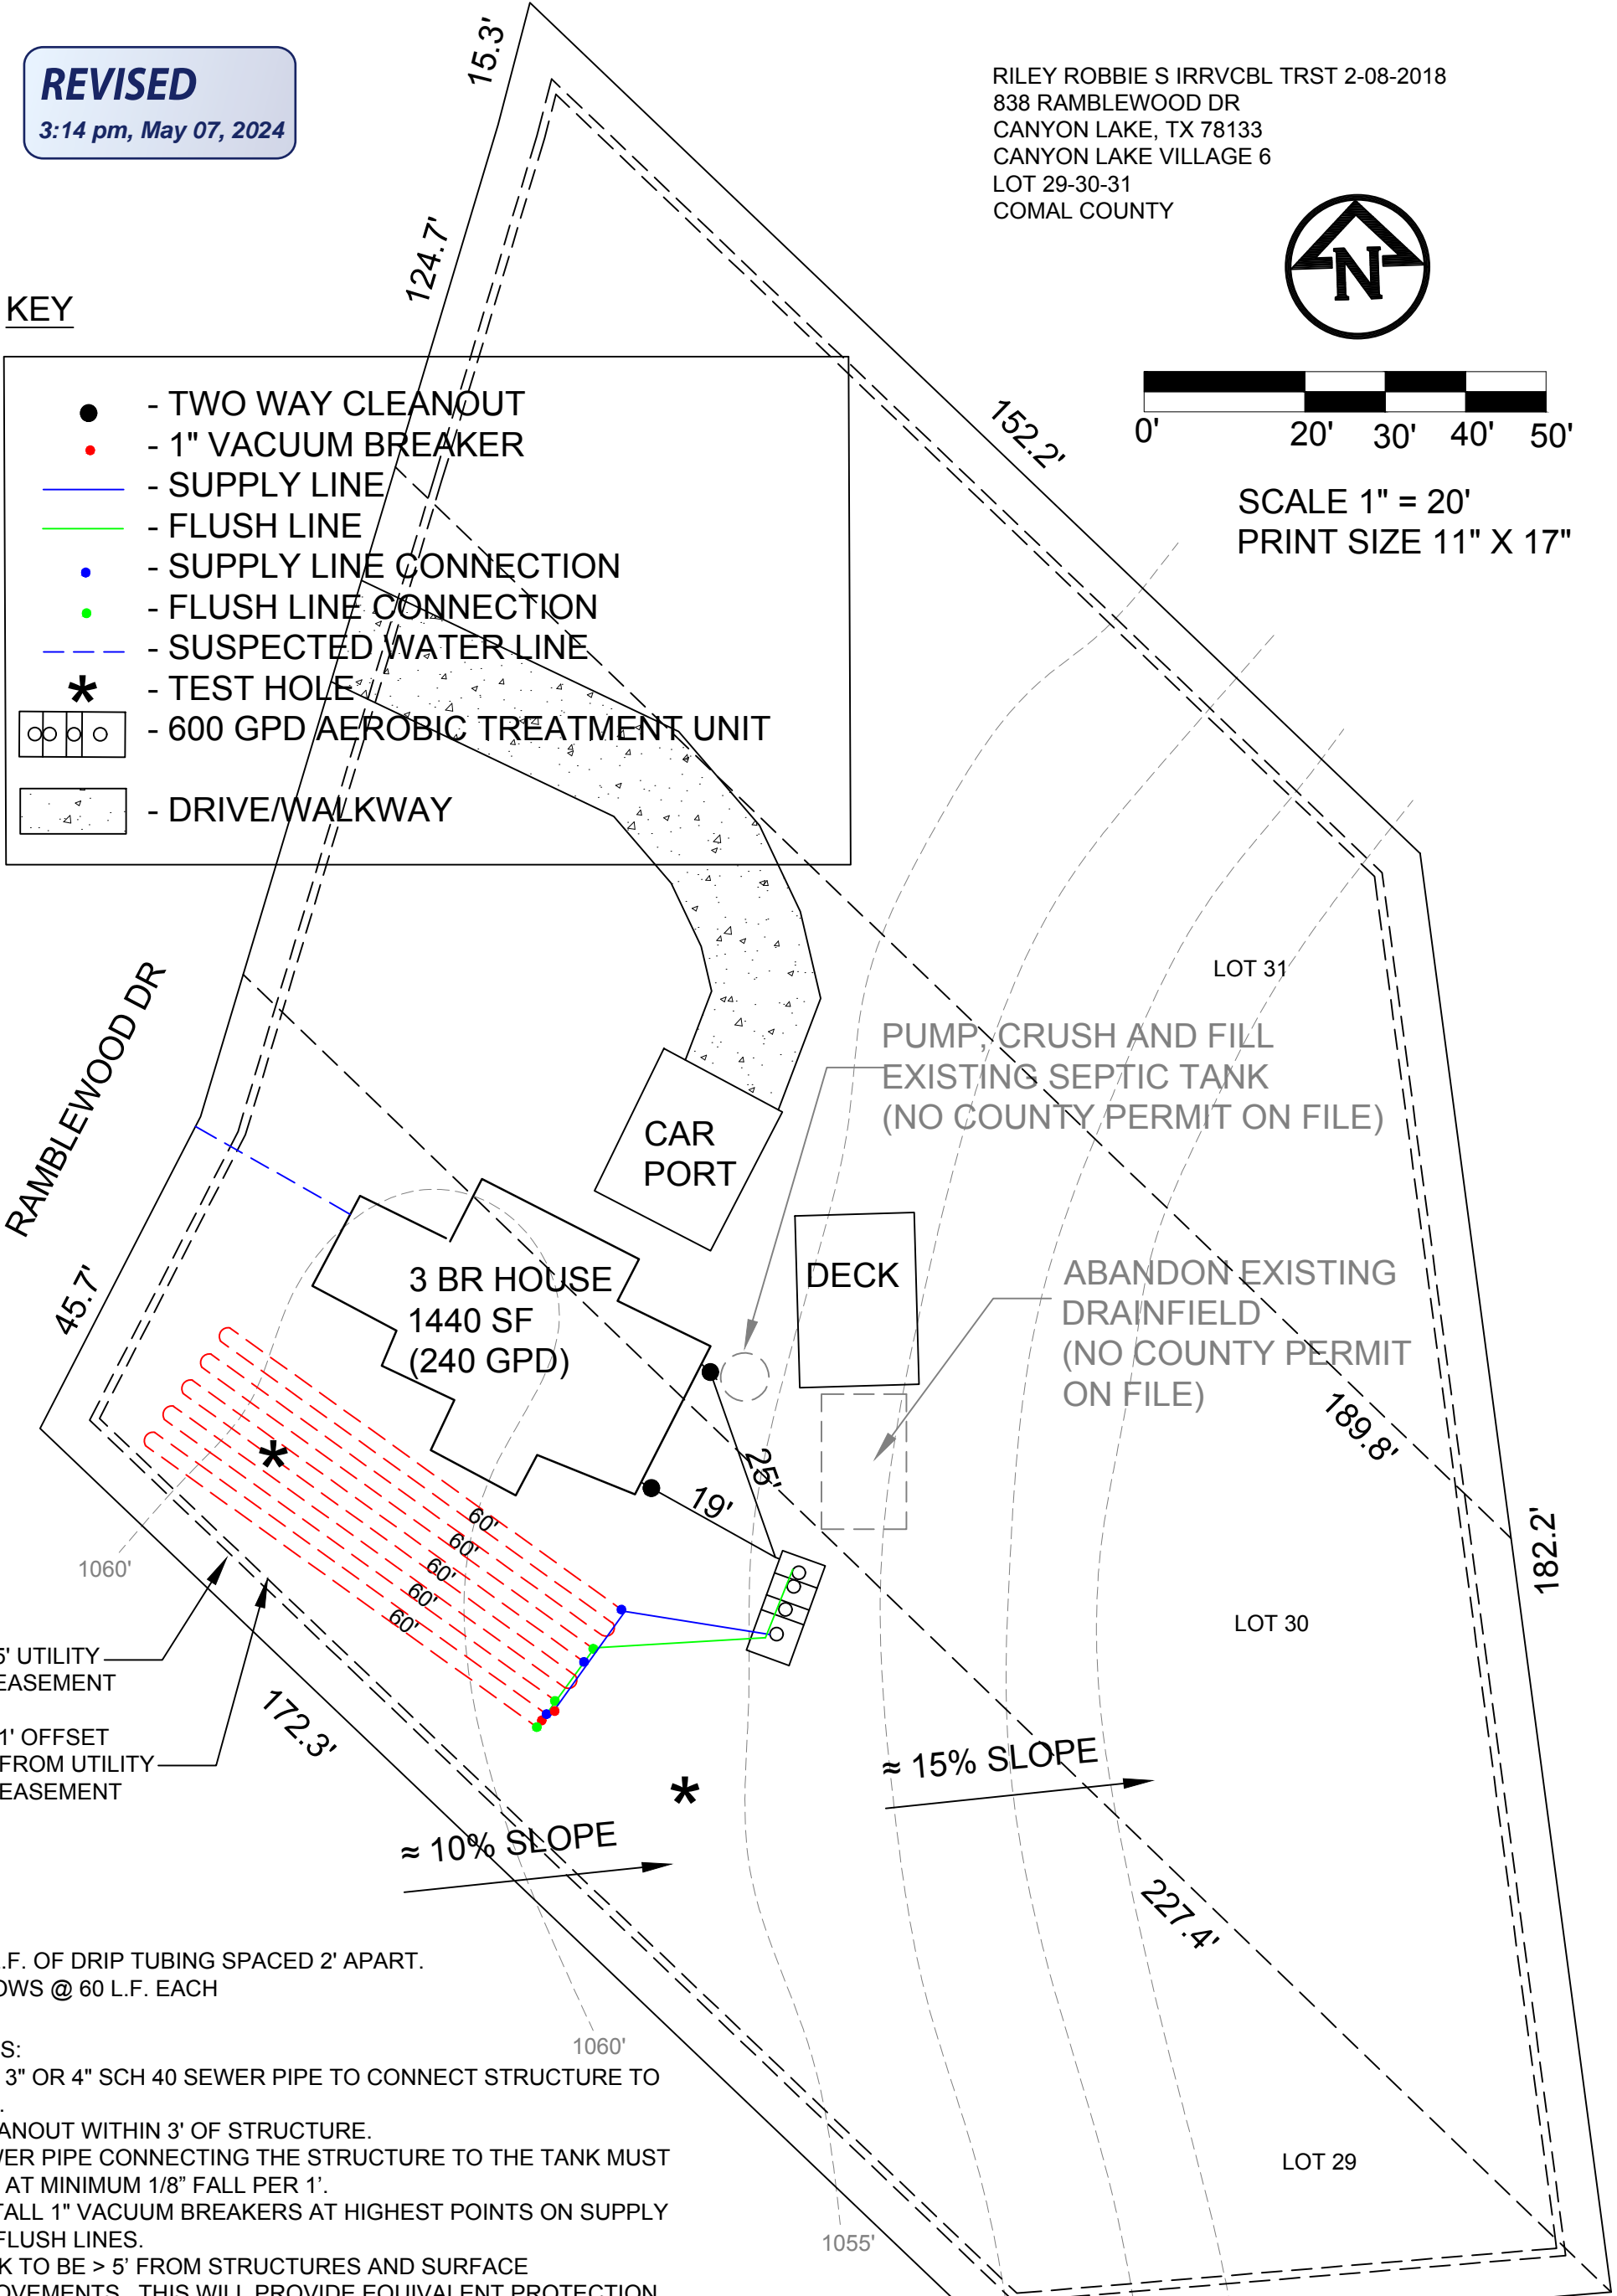 REVISED
3:14 pm, May 07, 2024
RILEY ROBBIE S IRRVCBL TRST 2-08-2018
838 RAMBLEWOOD DR
CANYON LAKE, TX 78133
CANYON LAKE VILLAGE 6
LOT 29-30-31
COMAL COUNTY
N
0' 20' 30' 40' 50'
SCALE 1" = 20'
PRINT SIZE 11" X 17"
15.3'
124.7'
152.2'
KEY
- TWO WAY CLEANOUT
- 1" VACUUM BREAKER
- SUPPLY LINE
- FLUSH LINE
- SUPPLY LINE CONNECTION
- FLUSH LINE CONNECTION
- SUSPECTED WATER LINE
- TEST HOLE
- 600 GPD AEROBIC TREATMENT UNIT
- DRIVE/WALKWAY
RAMBLEWOOD DR
LOT 31
PUMP, CRUSH AND FILL
EXISTING SEPTIC TANK
(NO COUNTY PERMIT ON FILE)
CAR
PORT
45.7'
3 BR HOUSE
1440 SF
(240 GPD)
DECK
ABANDON EXISTING
DRAINFIELD
(NO COUNTY PERMIT
ON FILE)
189.8'
25'
19'
60'
60'
60'
60'
60'
182.2'
1060'
LOT 30
5' UTILITY
EASEMENT
1' OFFSET
FROM UTILITY
EASEMENT
172.3'
≈ 15% SLOPE
≈ 10% SLOPE
227.4'
L.F. OF DRIP TUBING SPACED 2' APART.
OWS @ 60 L.F. EACH
1060'
S:
3" OR 4" SCH 40 SEWER PIPE TO CONNECT STRUCTURE TO
.
ANOUT WITHIN 3' OF STRUCTURE.
WER PIPE CONNECTING THE STRUCTURE TO THE TANK MUST
AT MINIMUM 1/8” FALL PER 1’.
TALL 1" VACUUM BREAKERS AT HIGHEST POINTS ON SUPPLY
FLUSH LINES.
K TO BE > 5’ FROM STRUCTURES AND SURFACE
OVEMENTS. THIS WILL PROVIDE EQUIVALENT PROTECTION
LOT 29
1055'